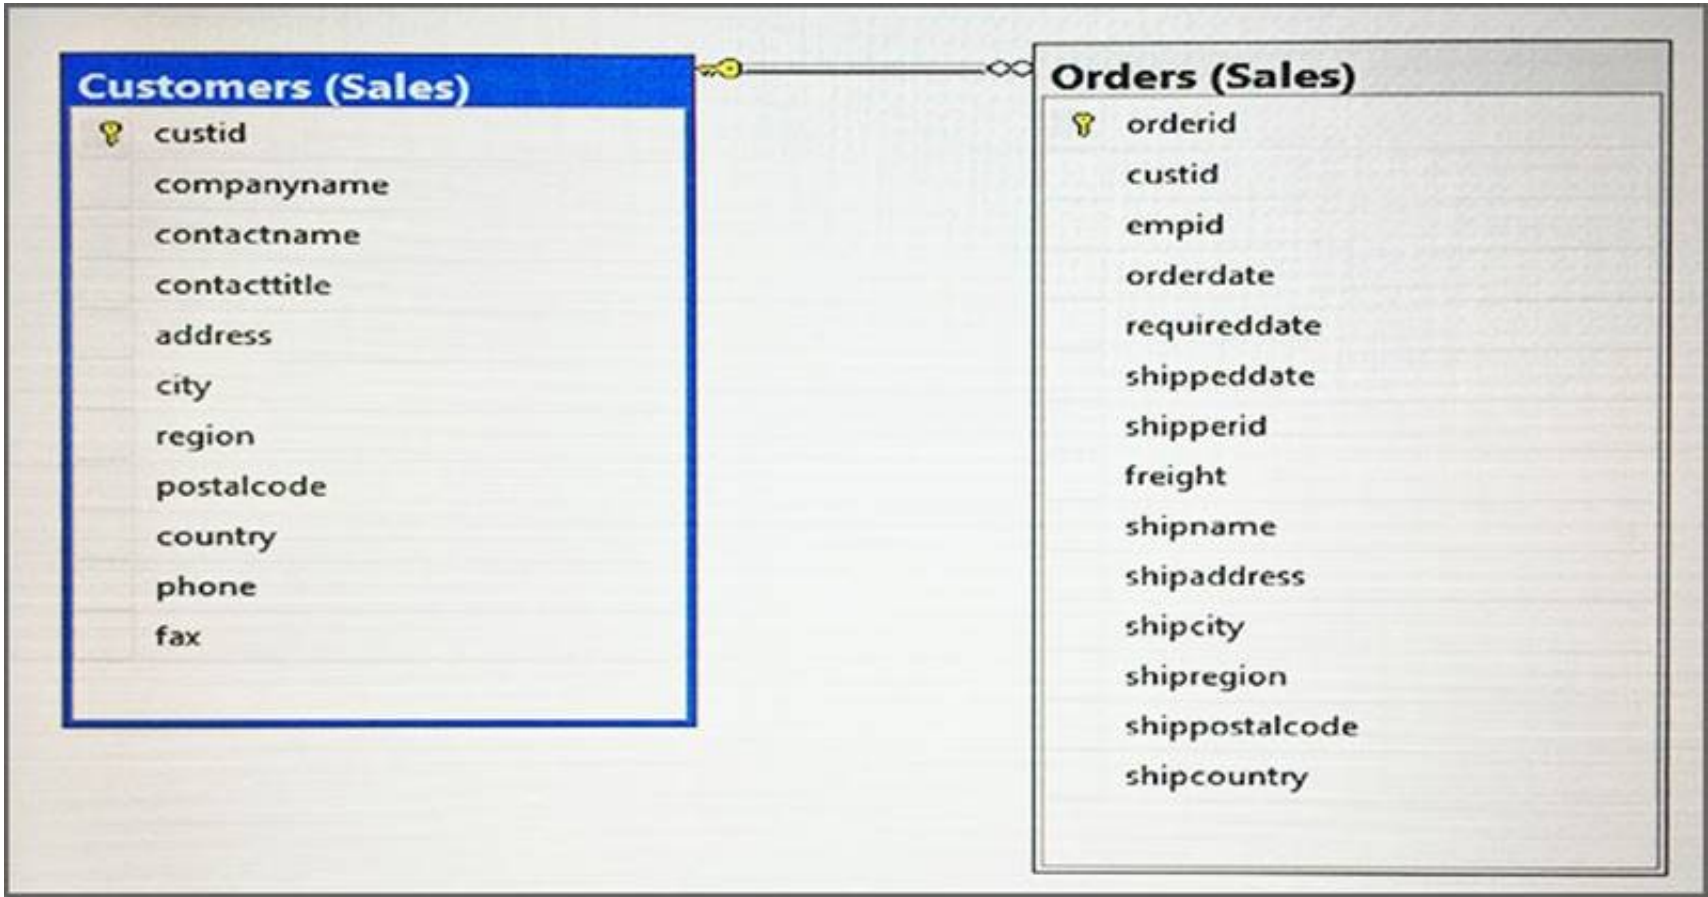 Customers (Sales)
custid
companyname
contactname
contacttitle
address
city
region
postalcode
country
phone
fax
Orders (Sales)
orderid
custid
empid
orderdate
requireddate
shippeddate
shipperid
freight
shipname
shipaddress
shipcity
shipregion
shippostalcode
shipcountry